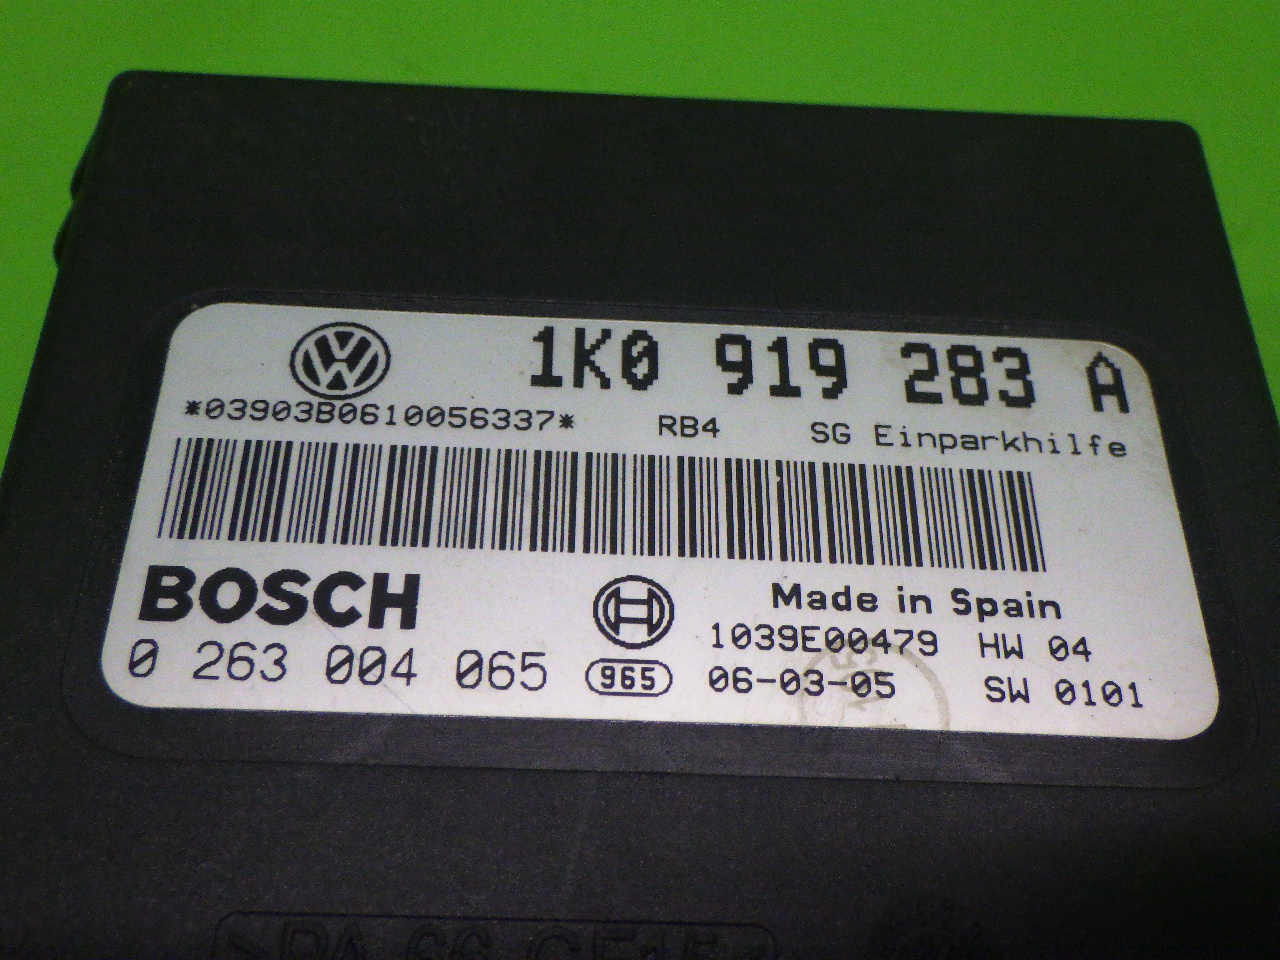 1K0 919 283 A
*03903B0610056337* RB4 SG Einparkhilfe
BOSCH
Made in Spain
1039E00479 HW 04
0 263 004 065 965 06-03-05 SW 0101